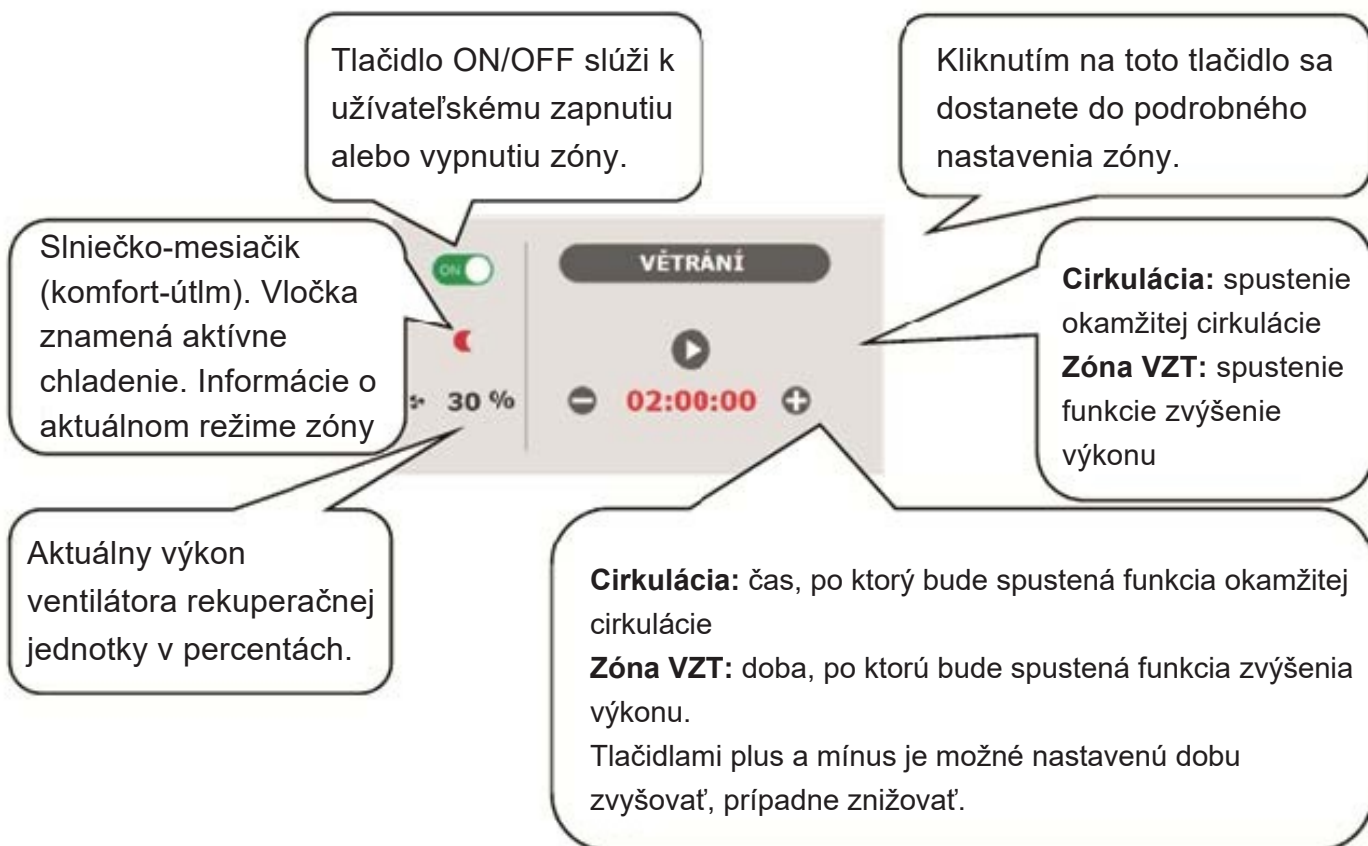 Tlačidlo ON/OFF slúži k
užívateľskému zapnutiu
alebo vypnutiu zóny.
Kliknutím na toto tlačidlo sa
dostanete do podrobného
nastavenia zóny.
Slniečko-mesiačik
(komfort-útlm). Vločka
znamená aktívne
chladenie. Informácie o
aktuálnom režime zóny
ON
VĚTRÁNÍ
30 %
02:00:00
Cirkulácia: spustenie
okamžitej cirkulácie
Zóna VZT: spustenie
funkcie zvýšenie
výkonu
Aktuálny výkon
ventilátora rekuperačnej
jednotky v percentách.
Cirkulácia: čas, po ktorý bude spustená funkcia okamžitej
cirkulácie
Zóna VZT: doba, po ktorú bude spustená funkcia zvýšenia
výkonu.
Tlačidlami plus a mínus je možné nastavenú dobu
zvyšovať, prípadne znižovať.